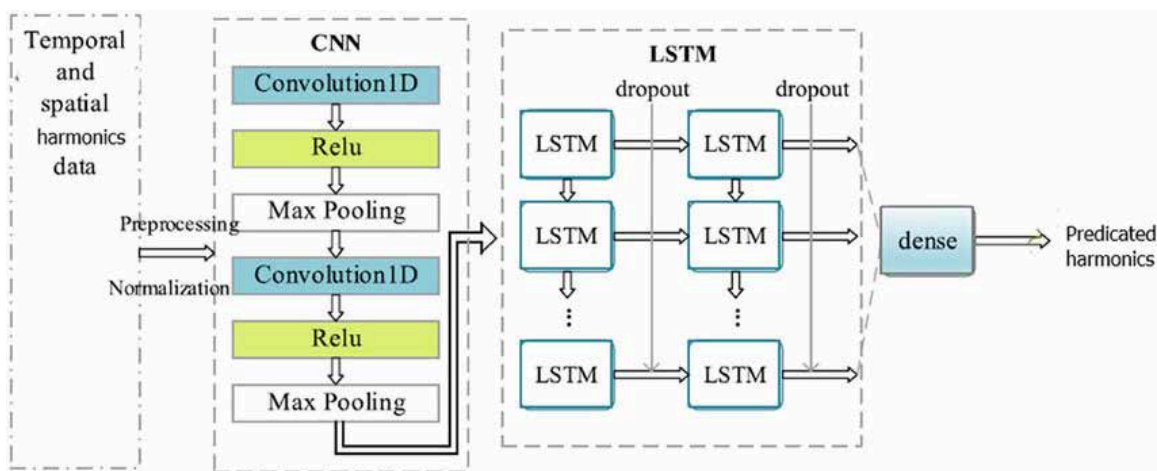 Temporal
and
spatial
harmonics
data
Preprocessing
Normalization
CNN
Convolution1D
Relu
Max Pooling
Convolution1D
Relu
Max Pooling
LSTM
dropout dropout
LSTM LSTM
LSTM LSTM
⋮ ⋮
LSTM LSTM
dense
Predicated
harmonics